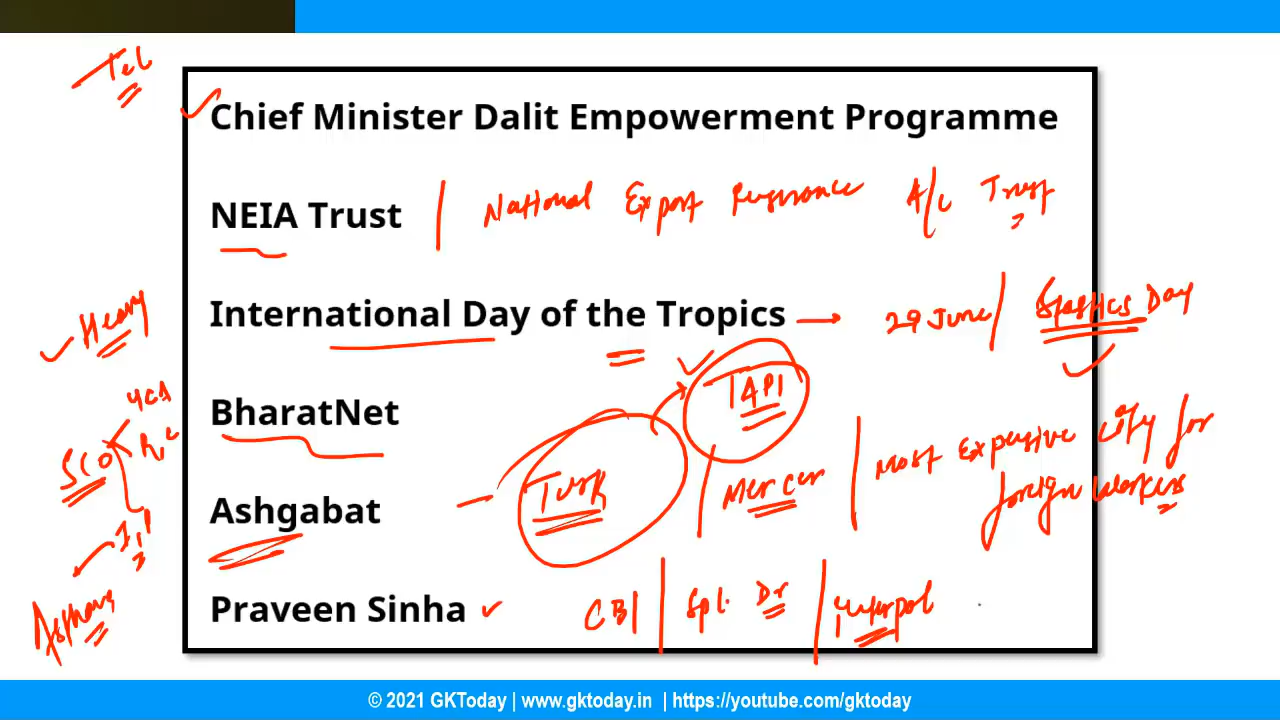 Tel
Chief Minister Dalit Empowerment Programme
NEIA Trust | National Export A/c Trust
International Day of the Tropics → 29 June | Day
Heavy
TAPI
BharatNet
SCO
Ashgabat - Turk | Mercer | Most Expensive city for foreign workers
Praveen Sinha ✓ CBI | Spl. Dr | Interpol
© 2021 GKToday | www.gktoday.in | https://youtube.com/gktoday